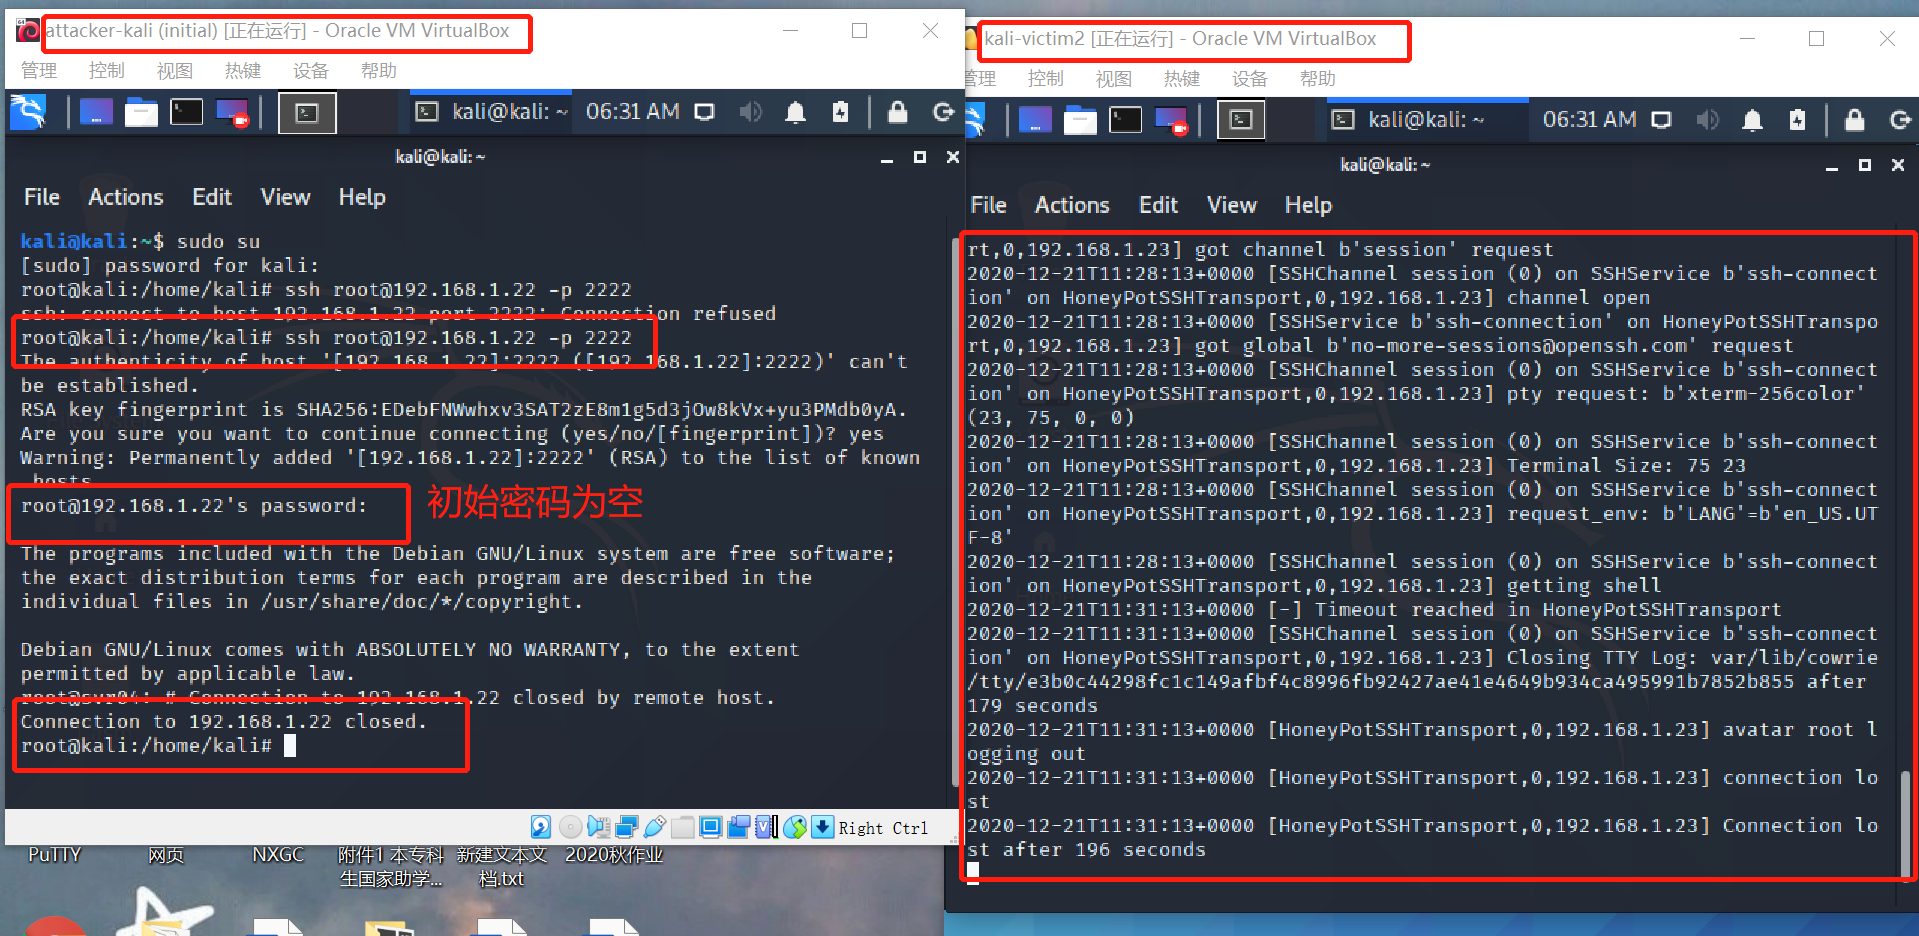 attacker-kali (initial) [正在运行] - Oracle VM VirtualBox
管理 控制 视图 热键 设备 帮助
kali@kali: ~ 06:31 AM
kali@kali: ~
File Actions Edit View Help
kali@kali:~$ sudo su
[sudo] password for kali:
root@kali:/home/kali# ssh root@192.168.1.22 -p 2222
ssh: connect to host 192.168.1.22 port 2222: Connection refused
root@kali:/home/kali# ssh root@192.168.1.22 -p 2222
The authenticity of host '[192.168.1.22]:2222 ([192.168.1.22]:2222)' can't
be established.
RSA key fingerprint is SHA256:EDebFNWwhxv3SAT2zE8m1g5d3jOw8kVx+yu3PMdb0yA.
Are you sure you want to continue connecting (yes/no/[fingerprint])? yes
Warning: Permanently added '[192.168.1.22]:2222' (RSA) to the list of known
hosts
root@192.168.1.22's password:
初始密码为空
The programs included with the Debian GNU/Linux system are free software;
the exact distribution terms for each program are described in the
individual files in /usr/share/doc/*/copyright.
Debian GNU/Linux comes with ABSOLUTELY NO WARRANTY, to the extent
permitted by applicable law.
root@svr04:~# Connection to 192.168.1.22 closed by remote host.
Connection to 192.168.1.22 closed.
root@kali:/home/kali#
Right Ctrl
PuTTY 网页 NXGC 附件1 本专科 新建文本文 2020秋作业
生国家助学... 档.txt
kali-victim2 [正在运行] - Oracle VM VirtualBox
管理 控制 视图 热键 设备 帮助
kali@kali: ~ 06:31 AM
kali@kali: ~
File Actions Edit View Help
rt,0,192.168.1.23] got channel b'session' request
2020-12-21T11:28:13+0000 [SSHChannel session (0) on SSHService b'ssh-connect
ion' on HoneyPotSSHTransport,0,192.168.1.23] channel open
2020-12-21T11:28:13+0000 [SSHService b'ssh-connection' on HoneyPotSSHTranspo
rt,0,192.168.1.23] got global b'no-more-sessions@openssh.com' request
2020-12-21T11:28:13+0000 [SSHChannel session (0) on SSHService b'ssh-connect
ion' on HoneyPotSSHTransport,0,192.168.1.23] pty request: b'xterm-256color'
(23, 75, 0, 0)
2020-12-21T11:28:13+0000 [SSHChannel session (0) on SSHService b'ssh-connect
ion' on HoneyPotSSHTransport,0,192.168.1.23] Terminal Size: 75 23
2020-12-21T11:28:13+0000 [SSHChannel session (0) on SSHService b'ssh-connect
ion' on HoneyPotSSHTransport,0,192.168.1.23] request_env: b'LANG'=b'en_US.UT
F-8'
2020-12-21T11:28:13+0000 [SSHChannel session (0) on SSHService b'ssh-connect
ion' on HoneyPotSSHTransport,0,192.168.1.23] getting shell
2020-12-21T11:31:13+0000 [-] Timeout reached in HoneyPotSSHTransport
2020-12-21T11:31:13+0000 [SSHChannel session (0) on SSHService b'ssh-connect
ion' on HoneyPotSSHTransport,0,192.168.1.23] Closing TTY Log: var/lib/cowrie
/tty/e3b0c44298fc1c149afbf4c8996fb92427ae41e4649b934ca495991b7852b855 after
179 seconds
2020-12-21T11:31:13+0000 [HoneyPotSSHTransport,0,192.168.1.23] avatar root l
ogging out
2020-12-21T11:31:13+0000 [HoneyPotSSHTransport,0,192.168.1.23] connection lo
st
2020-12-21T11:31:13+0000 [HoneyPotSSHTransport,0,192.168.1.23] Connection lo
st after 196 seconds